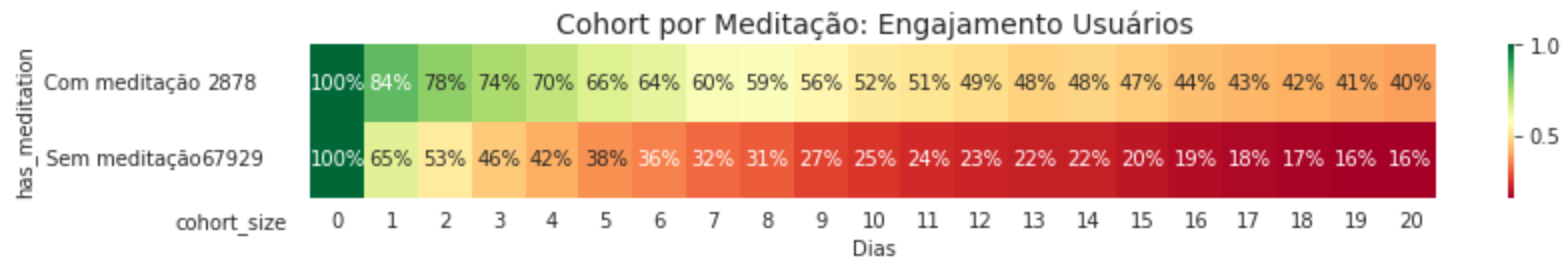 Cohort por Meditação: Engajamento Usuários
has_meditation
Com meditação 2878 100% 84% 78% 74% 70% 66% 64% 60% 59% 56% 52% 51% 49% 48% 48% 47% 44% 43% 42% 41% 40%
Sem meditação67929 100% 65% 53% 46% 42% 38% 36% 32% 31% 27% 25% 24% 23% 22% 22% 20% 19% 18% 17% 16% 16%
cohort_size 0 1 2 3 4 5 6 7 8 9 10 11 12 13 14 15 16 17 18 19 20
Dias
1.0
0.5